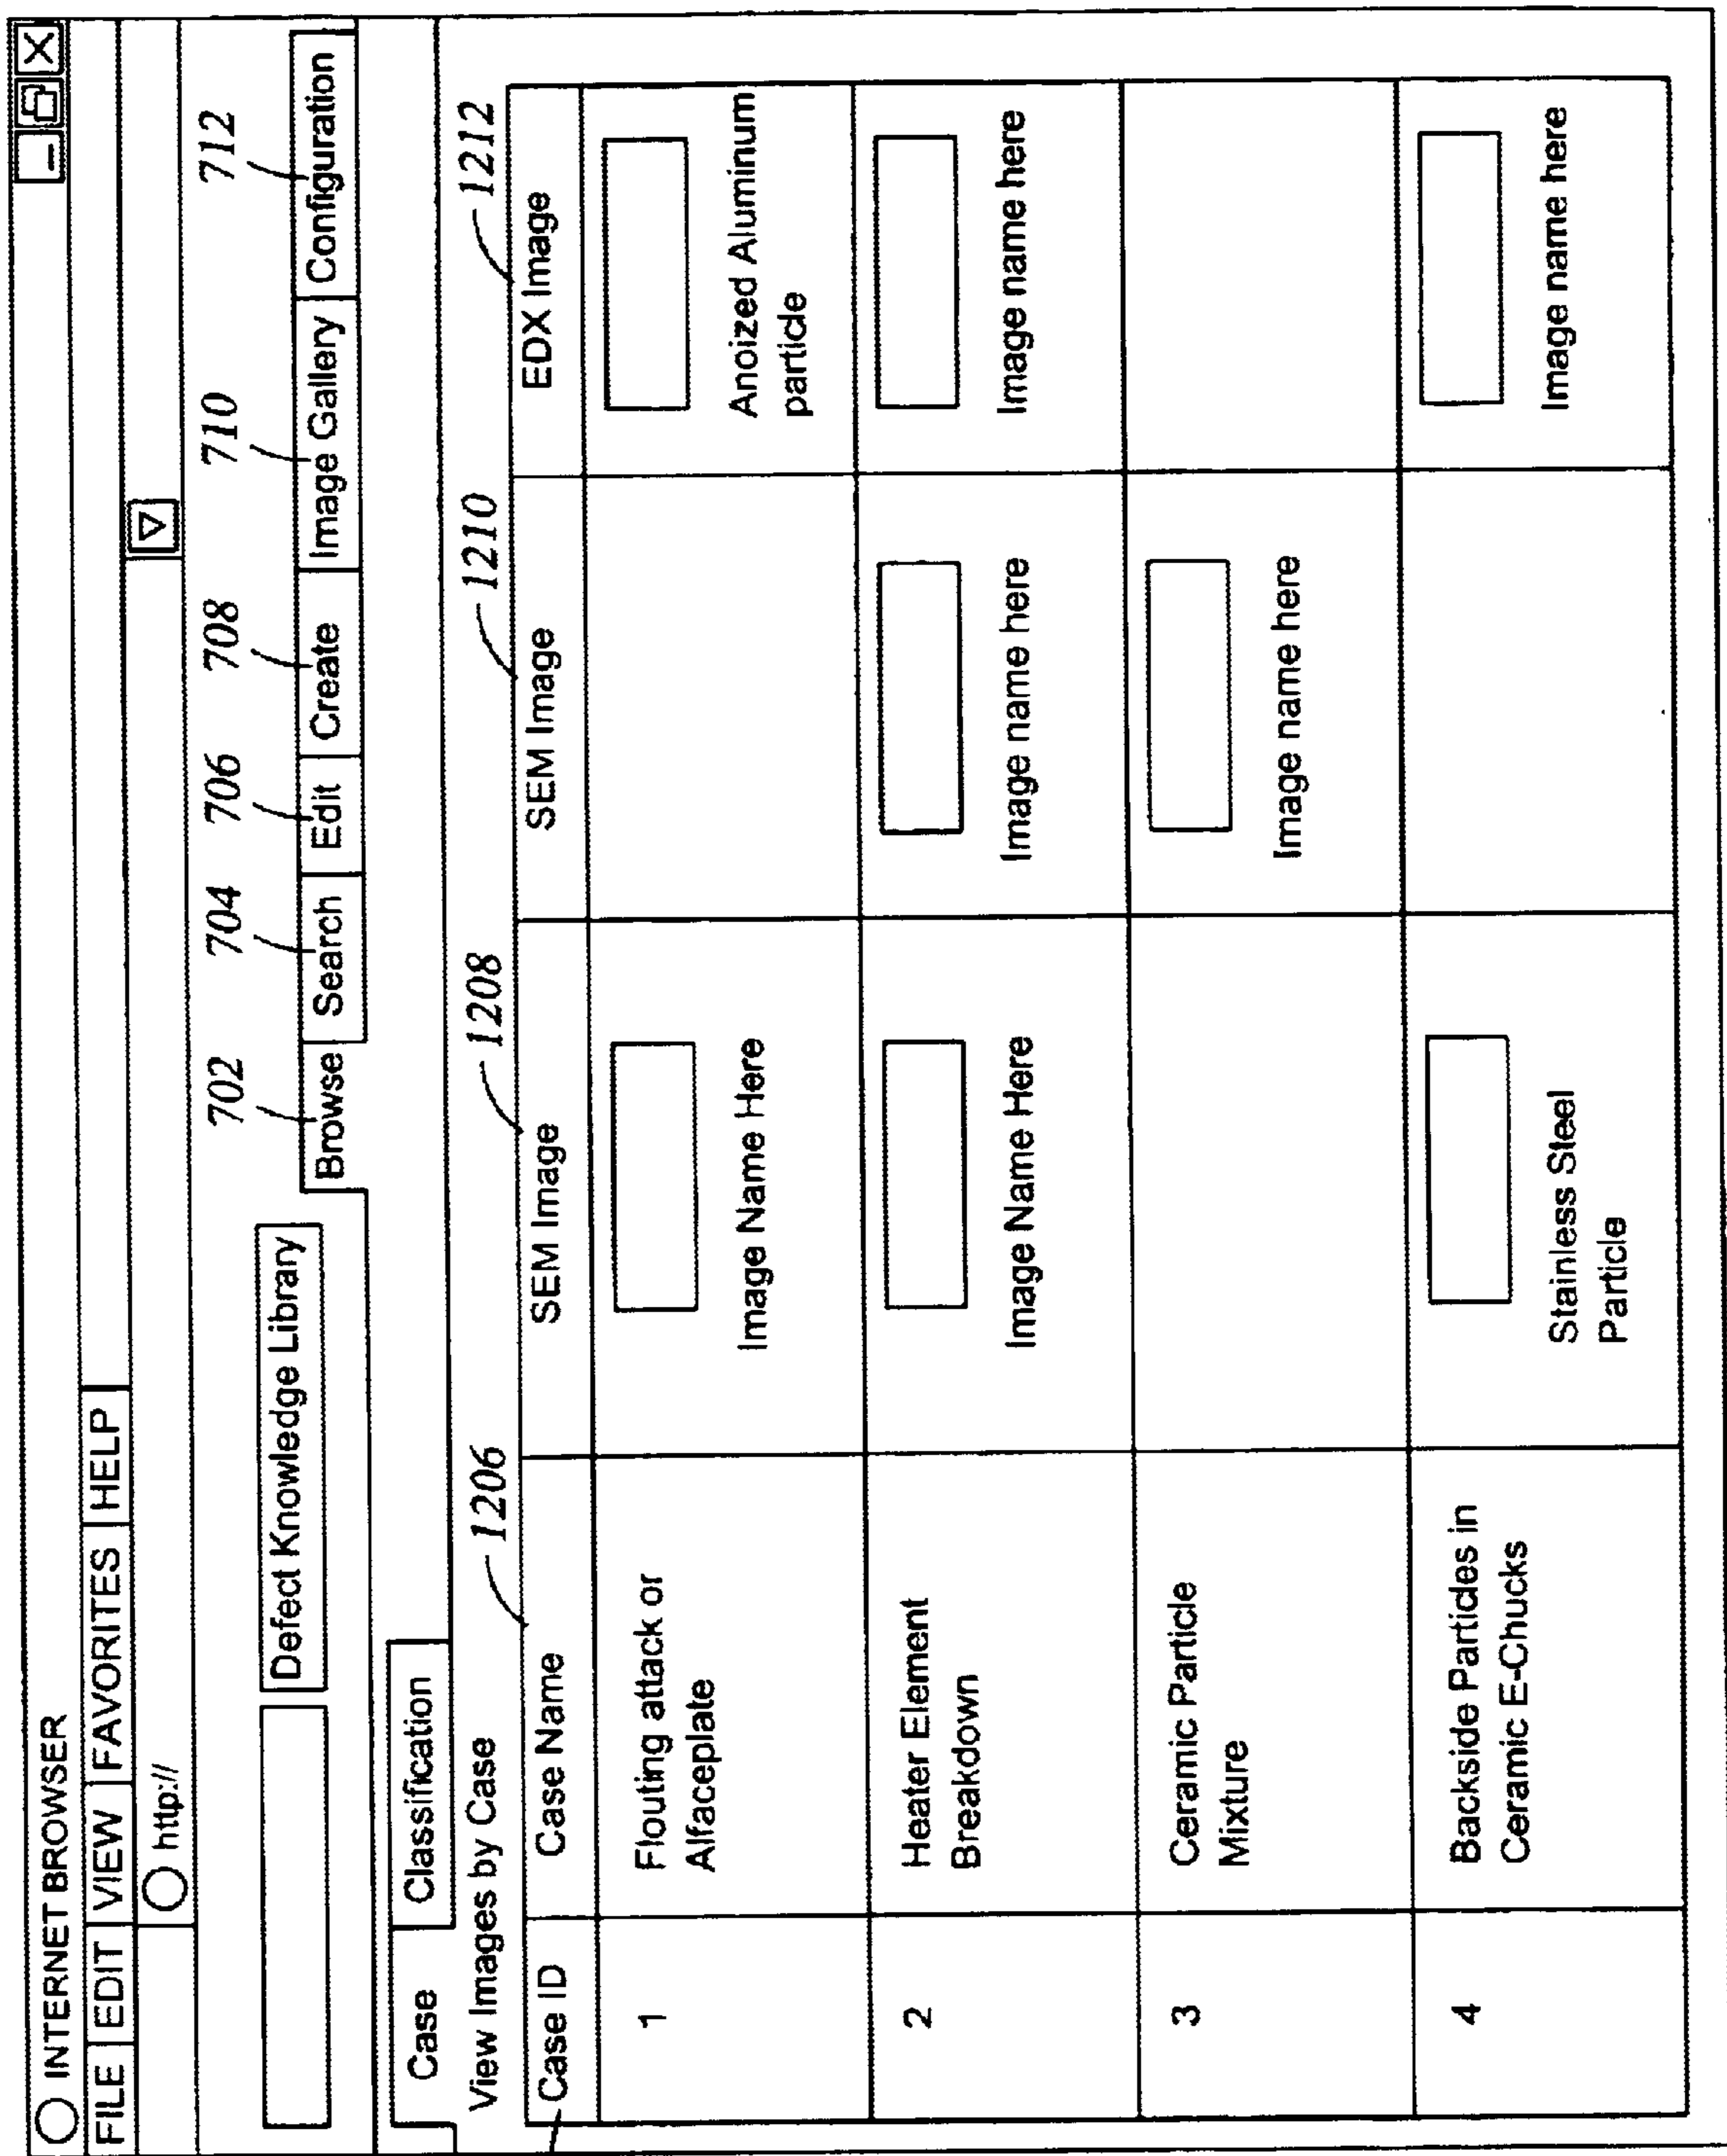 INTERNET BROWSER
FILE EDIT VIEW FAVORITES HELP
http://
702 704 706 708 710 712
Defect Knowledge Library
Browse Search Edit Create Image Gallery Configuration
Case Classification
View Images by Case
1206 1208 1210 1212
Case ID Case Name SEM Image SEM Image EDX Image
1
Flouting attack or
Alfaceplate
Image Name Here
Anoized Aluminum
particle
2
Heater Element
Breakdown
Image Name Here
Image name here
Image name here
3
Ceramic Particle
Mixture
Image name here
4
Backside Particles in
Ceramic E-Chucks
Stainless Steel
Particle
Image name here